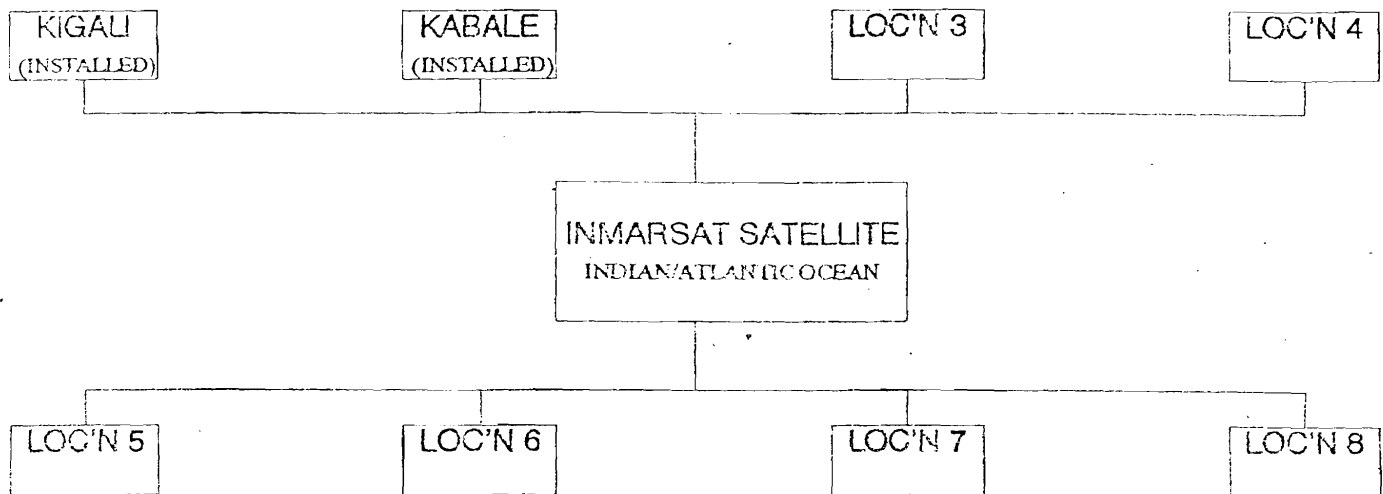 KIGALI
(INSTALLED)
KABALE
(INSTALLED)
LOC'N 3
LOC'N 4
INMARSAT SATELLITE
INDIAN/ATLANTIC OCEAN
LOC'N 5
LOC'N 6
LOC'N 7
LOC'N 8